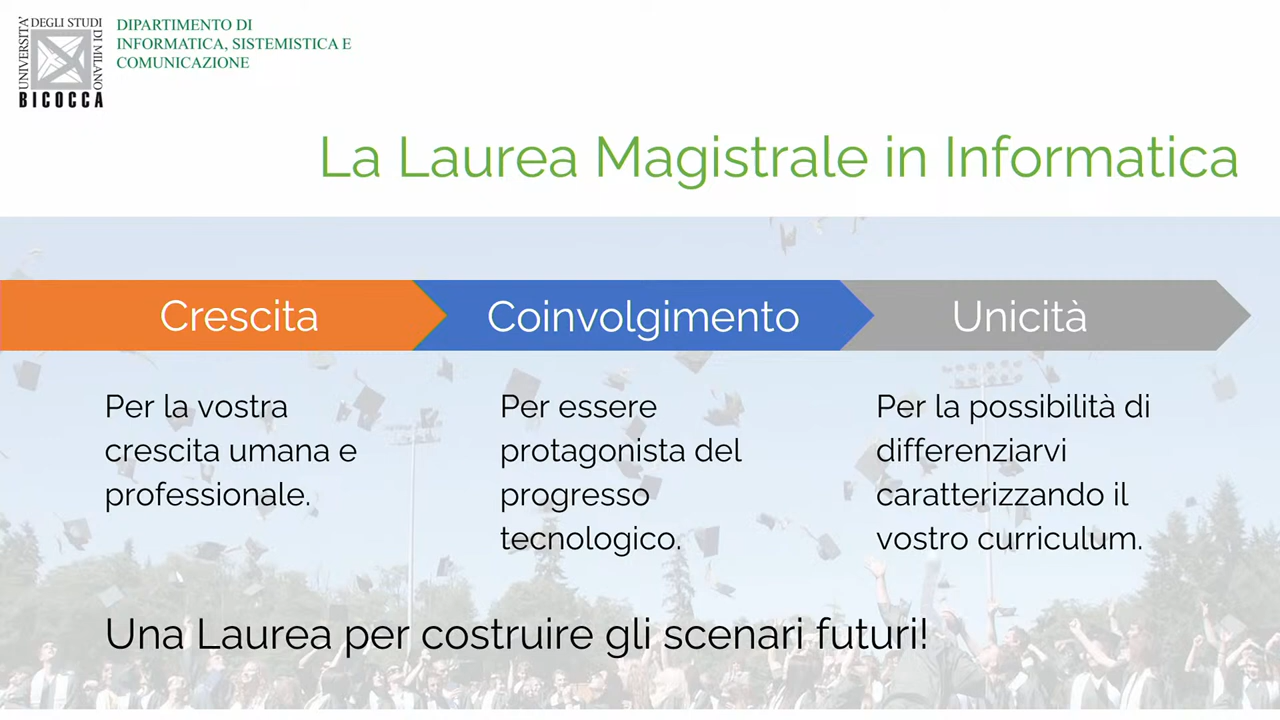 UNIVERSITÀ
DEGLI STUDI
DI MILANO
BICOCCA
DIPARTIMENTO DI
INFORMATICA, SISTEMISTICA E
COMUNICAZIONE
La Laurea Magistrale in Informatica
Crescita
Coinvolgimento
Unicità
Per la vostra
crescita umana e
professionale.
Per essere
protagonista del
progresso
tecnologico.
Per la possibilità di
differenziarvi
caratterizzando il
vostro curriculum.
Una Laurea per costruire gli scenari futuri!